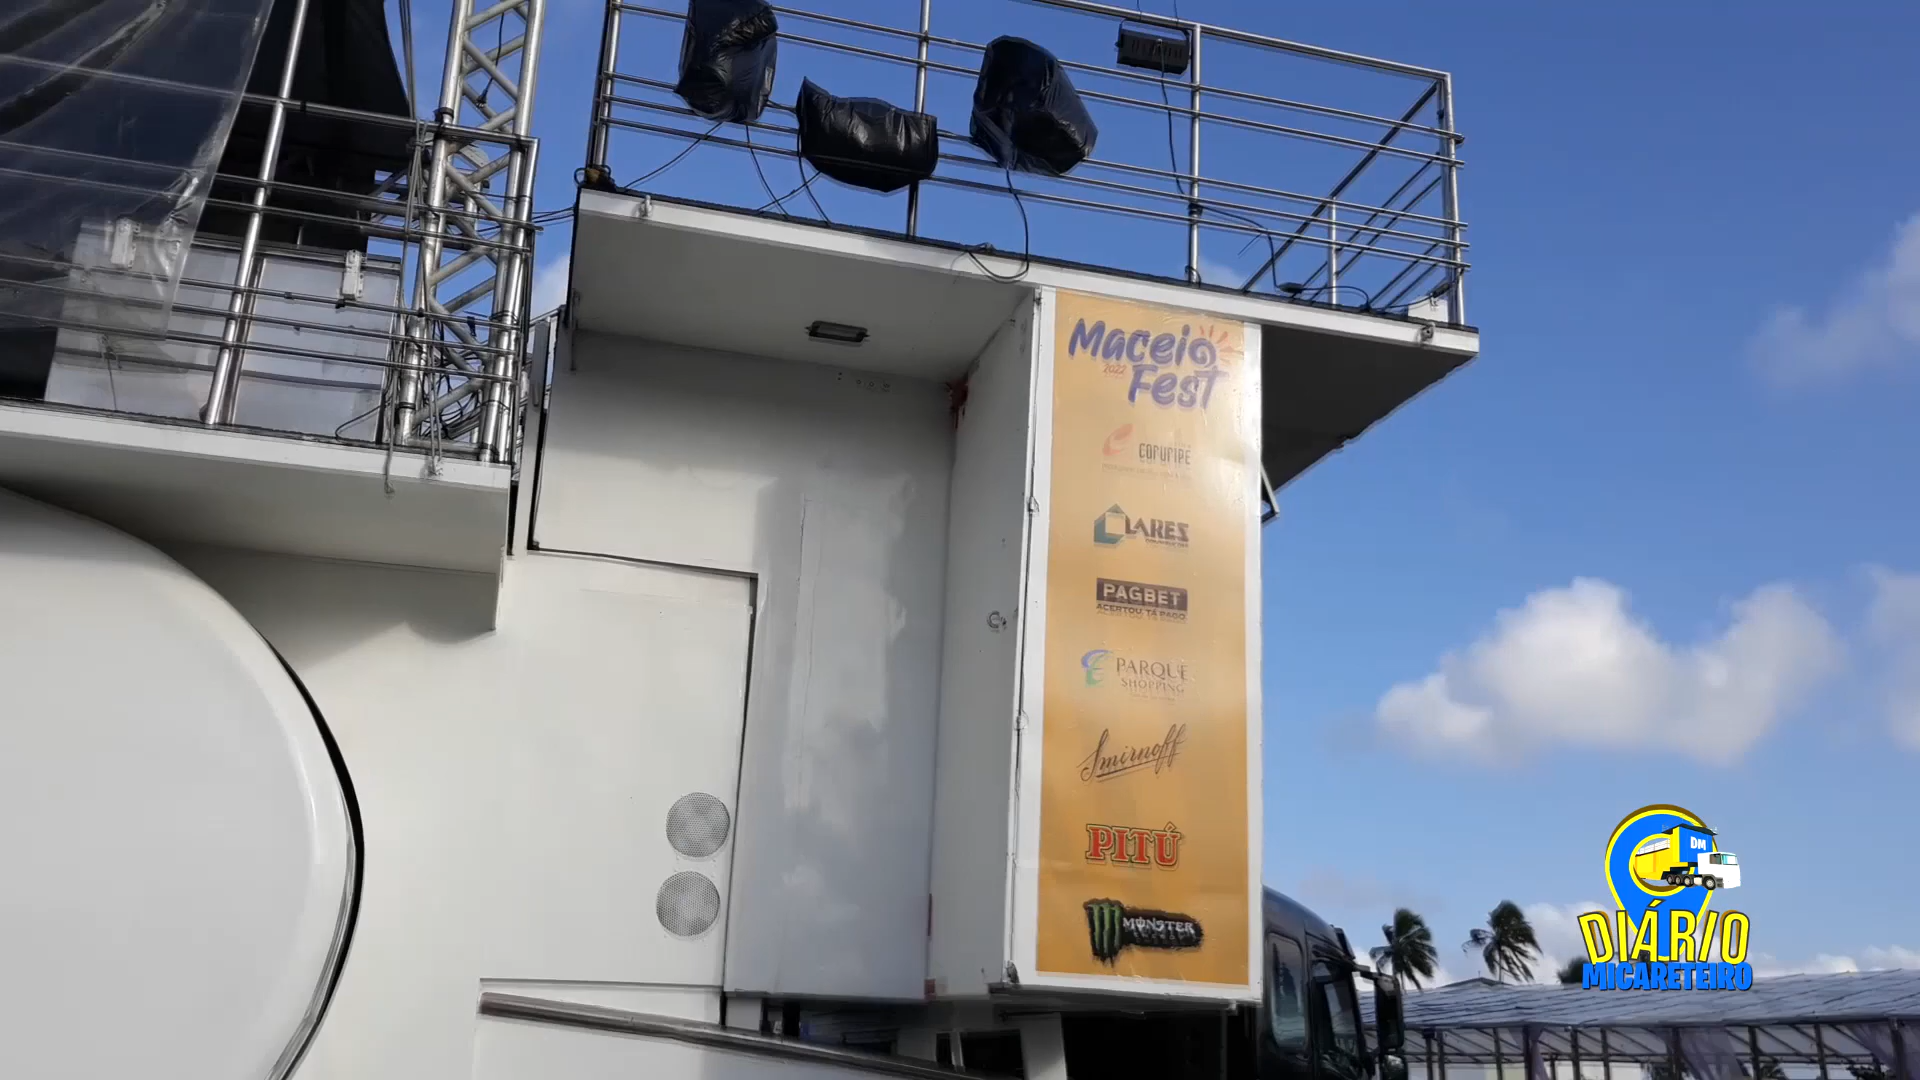 Maceió
2022
Fest
CORURIPE
LARES
PAGBET
ACERTOU TÁ PAGO
PARQUE
SHOPPING
Smirnoff
PITÚ
MONSTER
DM
DIÁRIO
MICARETEIRO